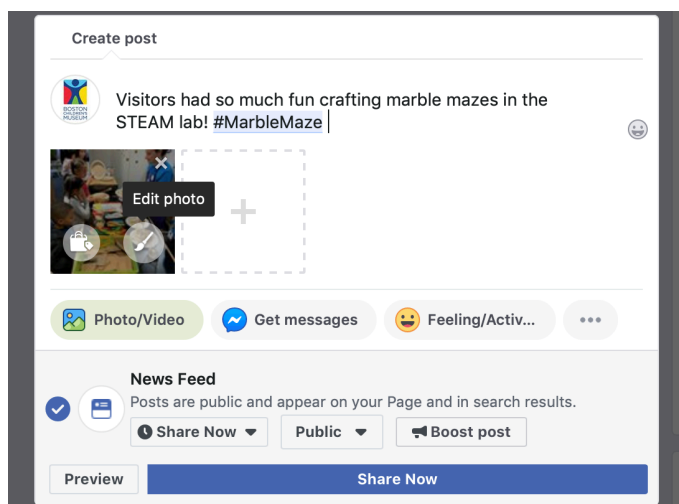 Create post
BOSTON
CHILDREN'S
MUSEUM
Visitors had so much fun crafting marble mazes in the
STEAM lab! #MarbleMaze
Edit photo
Photo/Video
Get messages
Feeling/Activ...
News Feed
Posts are public and appear on your Page and in search results.
Share Now
Public
Boost post
Preview
Share Now